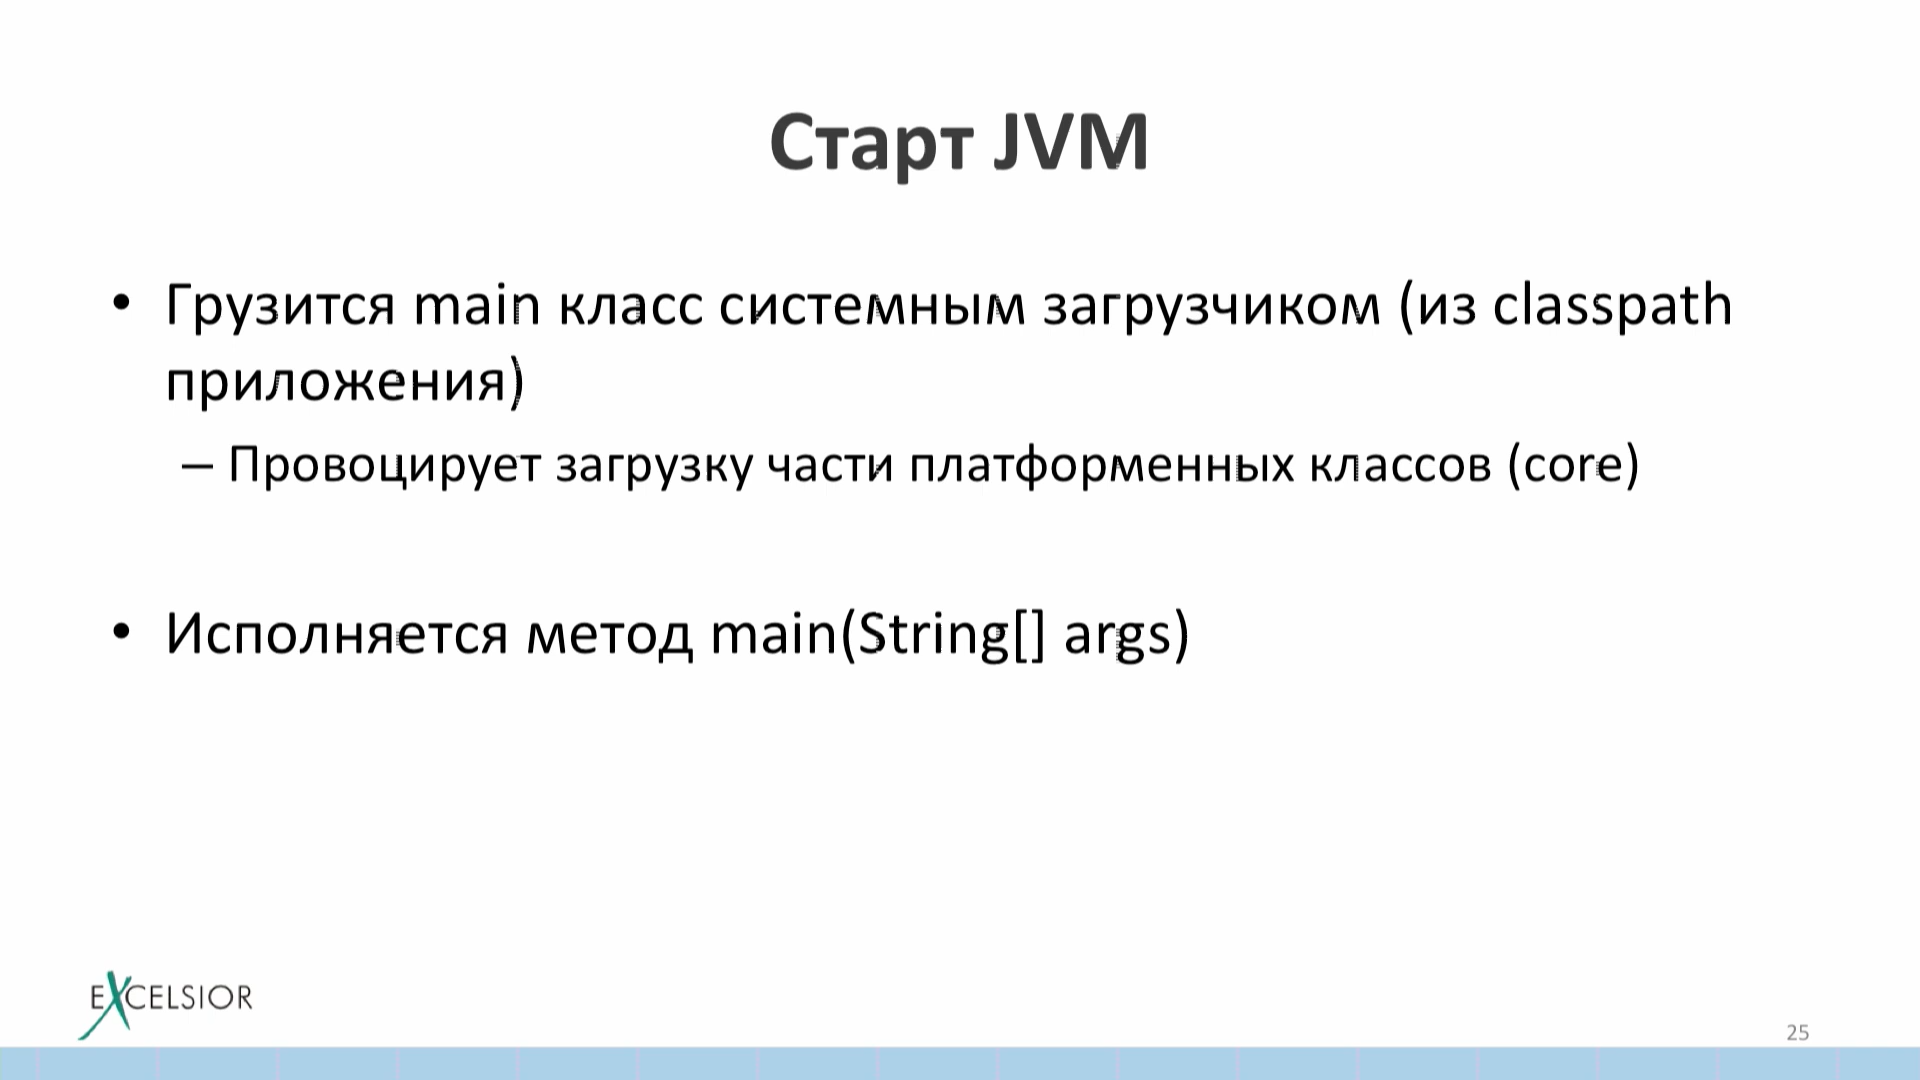 Старт JVM
• Грузится main класс системным загрузчиком (из classpath
приложения)
– Провоцирует загрузку части платформенных классов (core)
• Исполняется метод main(String[] args)
EXCELSIOR
25